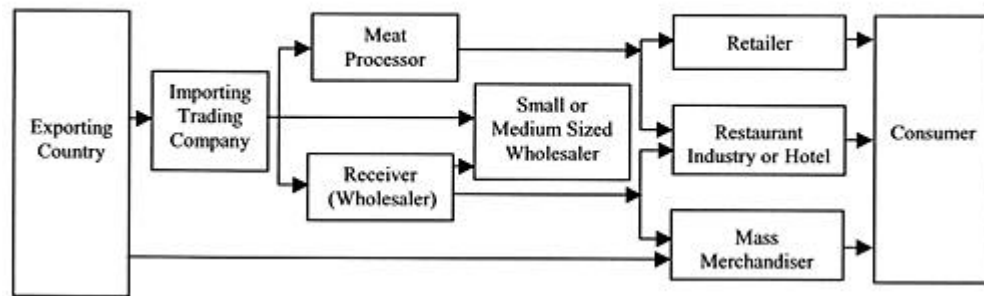 Exporting
Country
Importing
Trading
Company
Meat
Processor
Small or
Medium Sized
Wholesaler
Receiver
(Wholesaler)
Retailer
Restaurant
Industry or Hotel
Mass
Merchandiser
Consumer